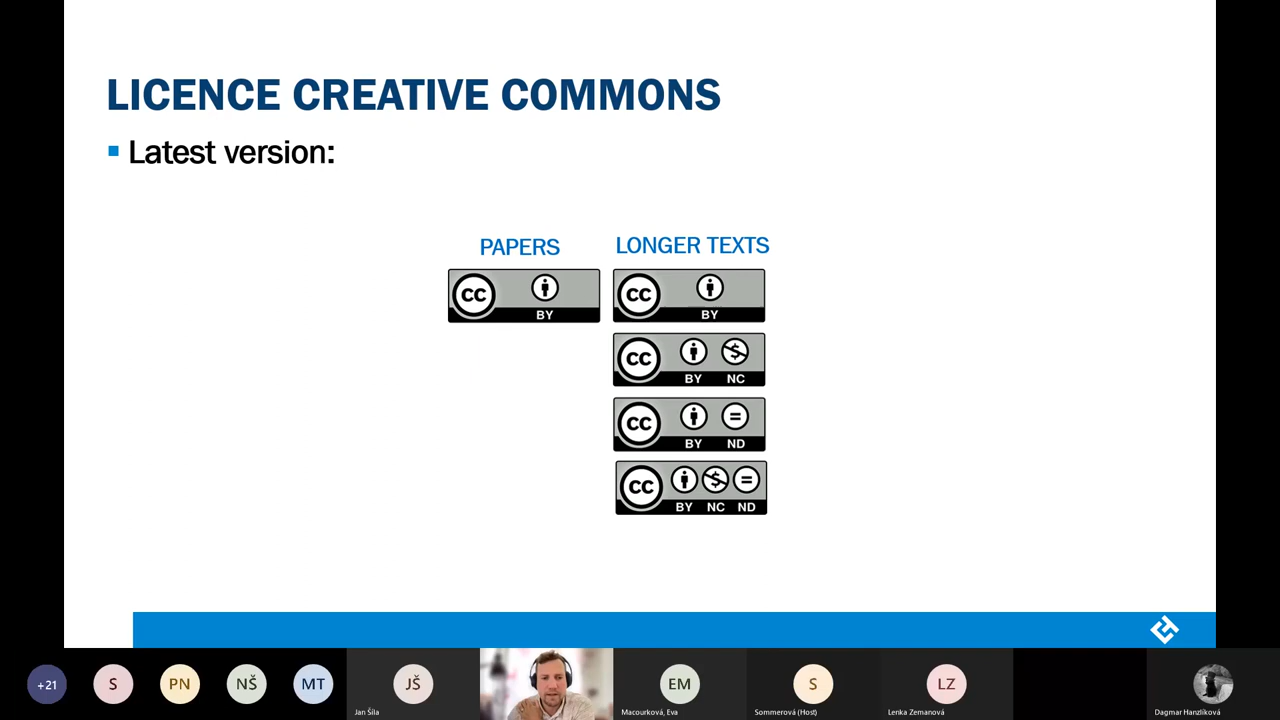 LICENCE CREATIVE COMMONS
Latest version:
PAPERS
LONGER TEXTS
CC BY
CC BY
CC BY NC
CC BY ND
CC BY NC ND
+21
S
PN
NŠ
MT
JŠ
EM
S
LZ
Jan Šíla
Macourková, Eva
Sommerová (Host)
Lenka Zemanová
Dagmar Hanzlíková